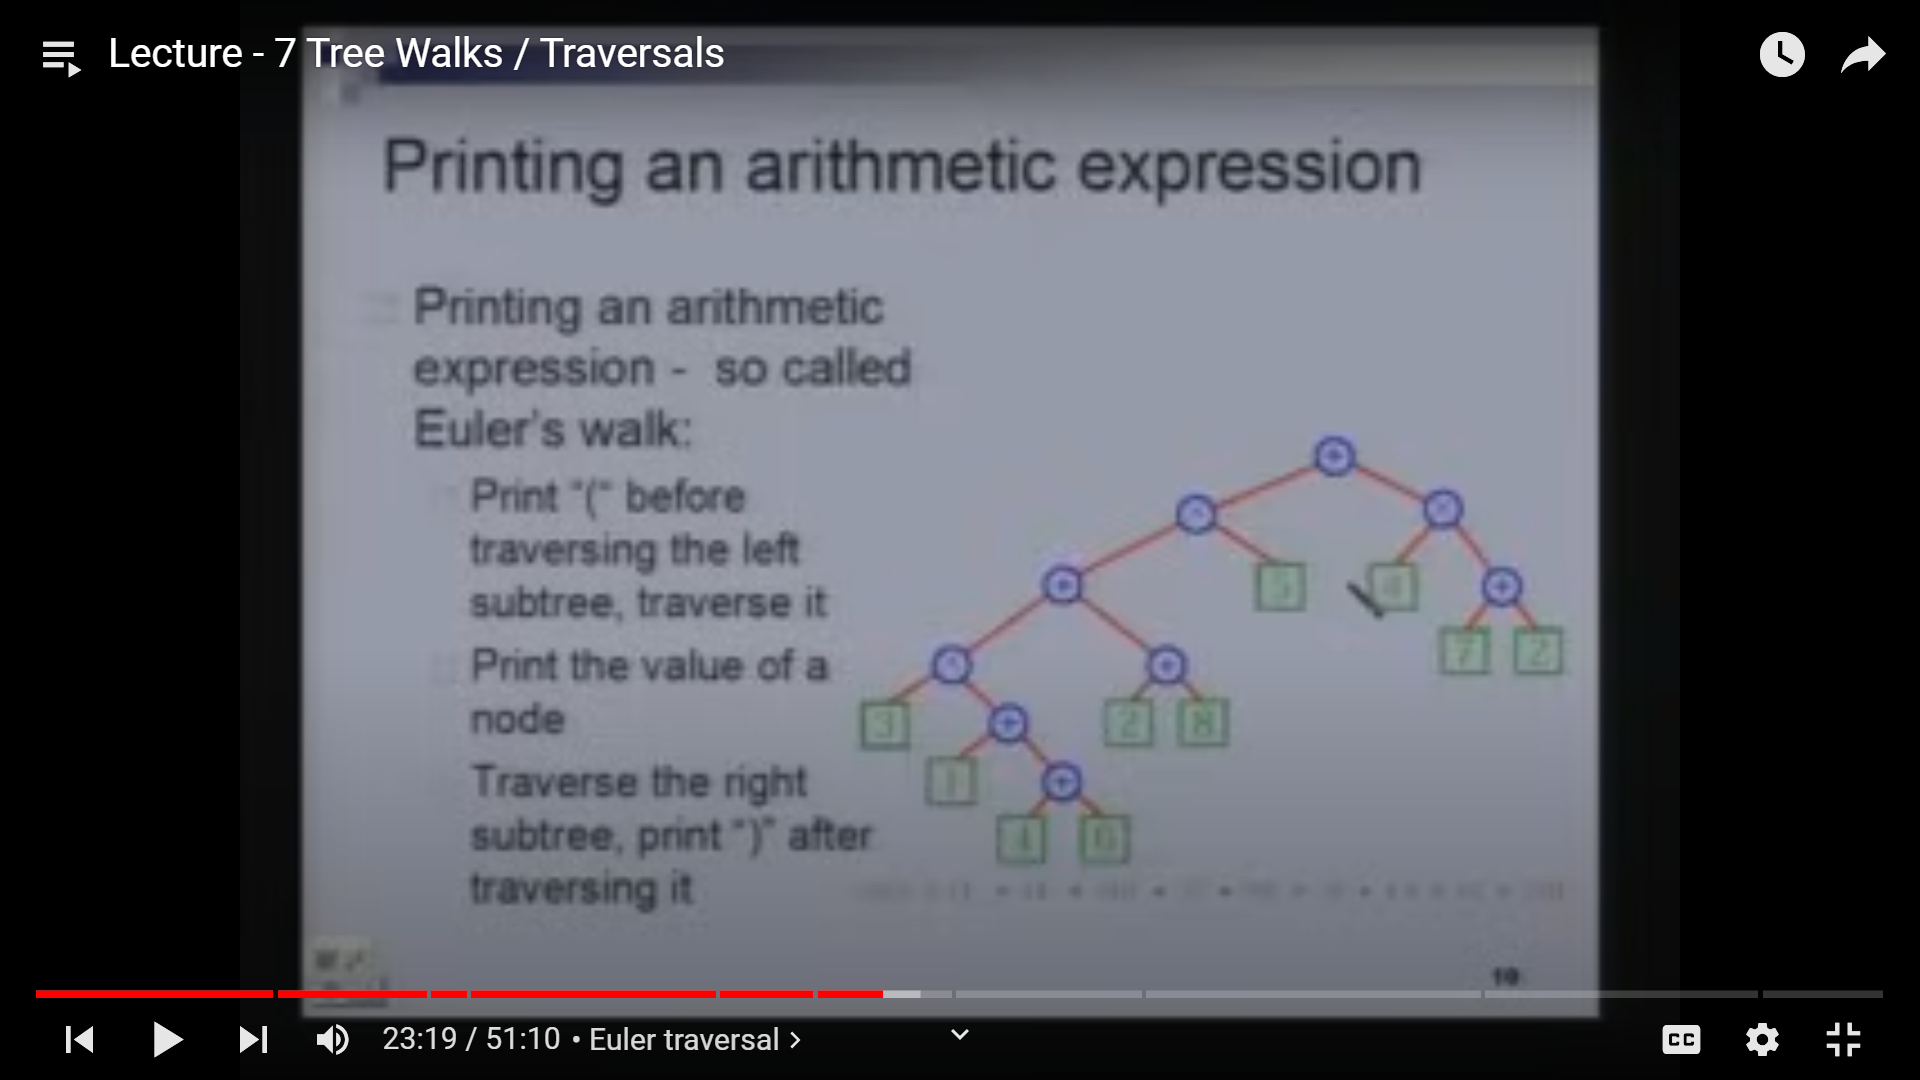 Lecture - 7 Tree Walks / Traversals
Printing an arithmetic expression
Printing an arithmetic
expression - so called
Euler's walk:
Print "(" before
traversing the left
subtree, traverse it
Print the value of a
node
Traverse the right
subtree, print ")" after
traversing it
+
+
5
4
+
7
2
3
+
2
8
1
+
4
6
10
23:19 / 51:10 • Euler traversal >
CC